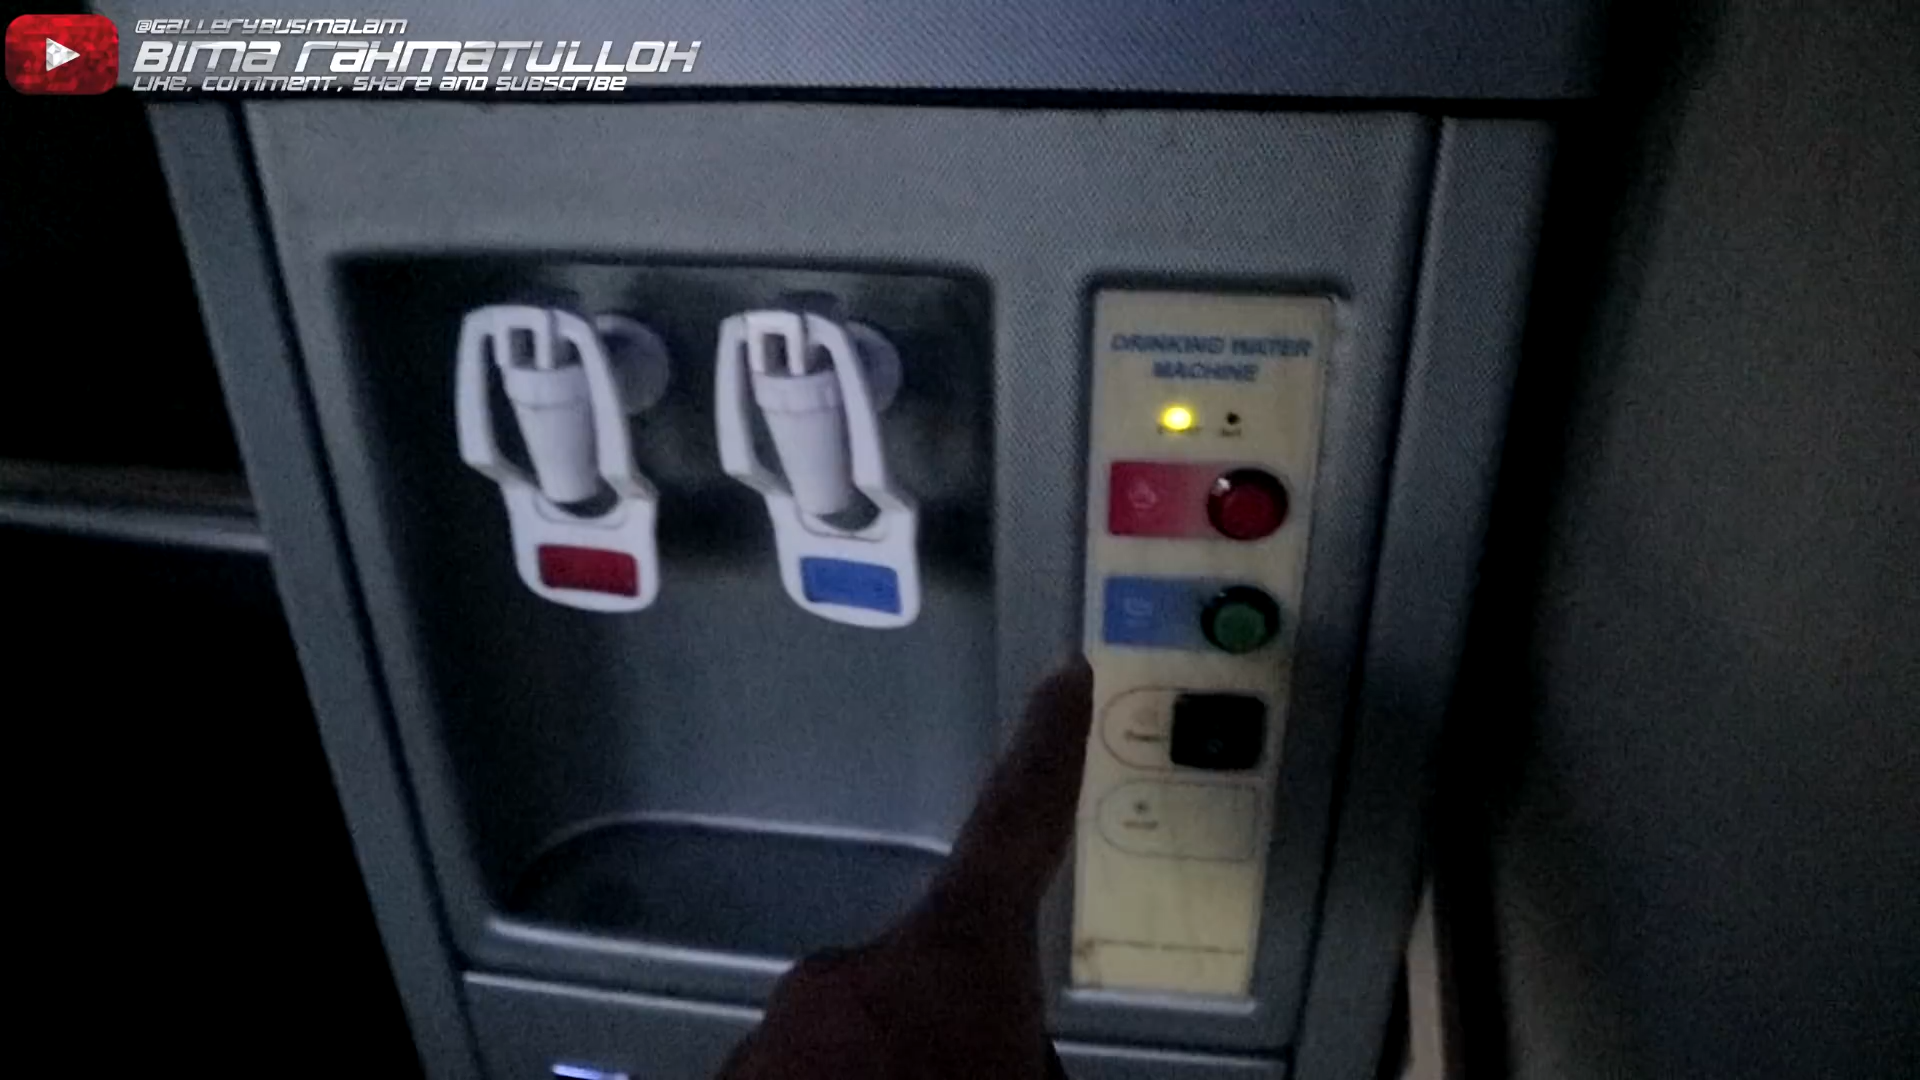 @GALLERYBUSMALAM
BIMA RAHMATULLOH
LIKE, COMMENT, SHARE AND SUBSCRIBE
DRINKING WATER
MACHINE